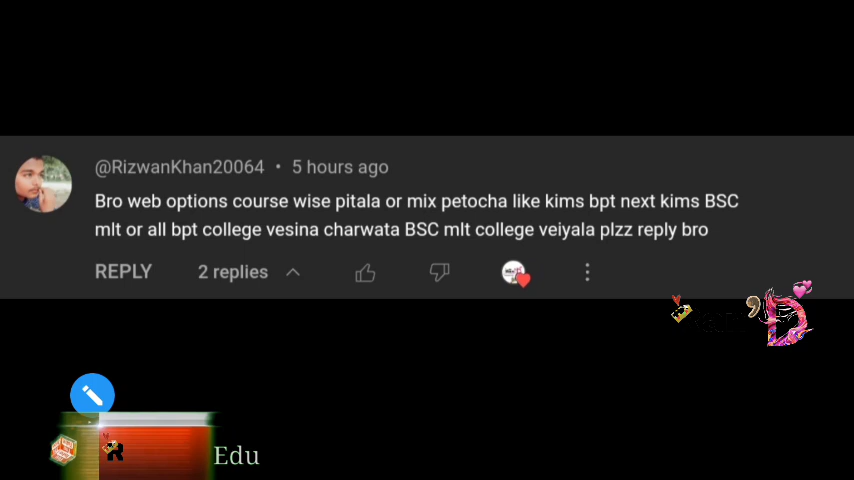 @RizwanKhan20064 • 5 hours ago
Bro web options course wise pitala or mix petocha like kims bpt next kims BSC
mlt or all bpt college vesina charwata BSC mlt college veiyala plzz reply bro
REPLY 2 replies
’D
R
Edu